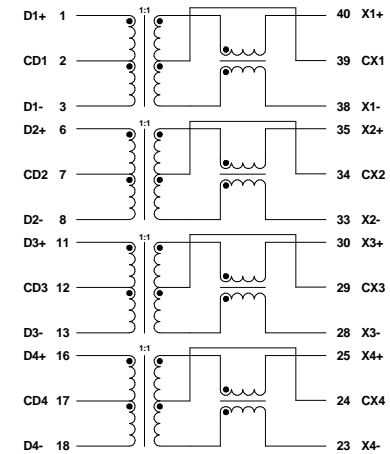 D1+ 1 1:1 40 X1+
CD1 2 39 CX1
D1- 3 38 X1-
D2+ 6 1:1 35 X2+
CD2 7 34 CX2
D2- 8 33 X2-
D3+ 11 1:1 30 X3+
CD3 12 29 CX3
D3- 13 28 X3-
D4+ 16 1:1 25 X4+
CD4 17 24 CX4
D4- 18 23 X4-